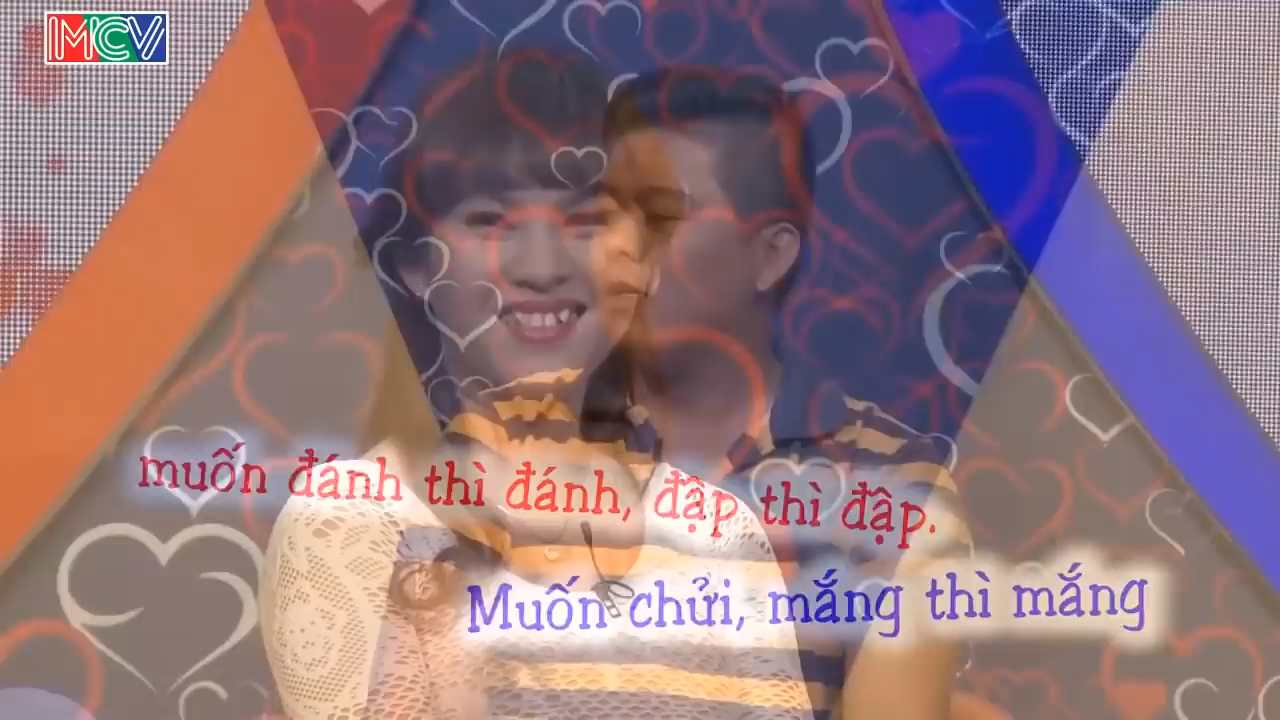 MCV
muốn đánh thì đánh, đập thì đập.
Muốn chửi, mắng thì mắng